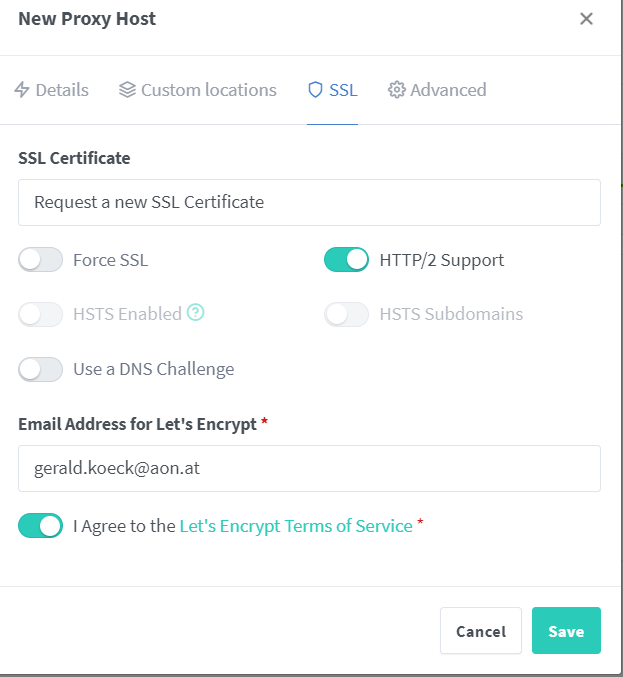 New Proxy Host
Details Custom locations SSL Advanced
SSL Certificate
Request a new SSL Certificate
Force SSL HTTP/2 Support
HSTS Enabled HSTS Subdomains
Use a DNS Challenge
Email Address for Let's Encrypt *
gerald.koeck@aon.at
I Agree to the Let's Encrypt Terms of Service *
Cancel Save